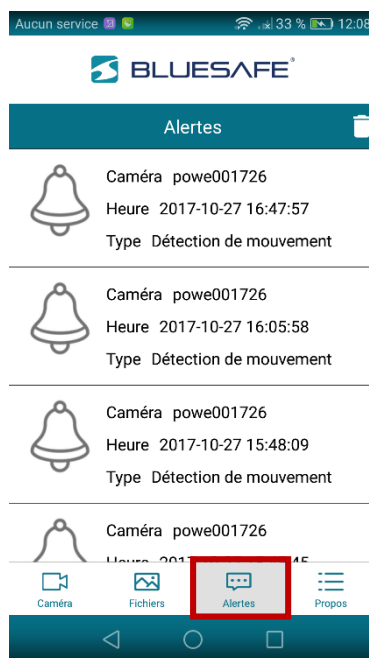 Aucun service 33 % 12:08
BLUESAFE®
Alertes
Caméra powe001726
Heure 2017-10-27 16:47:57
Type Détection de mouvement
Caméra powe001726
Heure 2017-10-27 16:05:58
Type Détection de mouvement
Caméra powe001726
Heure 2017-10-27 15:48:09
Type Détection de mouvement
Caméra powe001726
Caméra Fichiers Alertes Propos